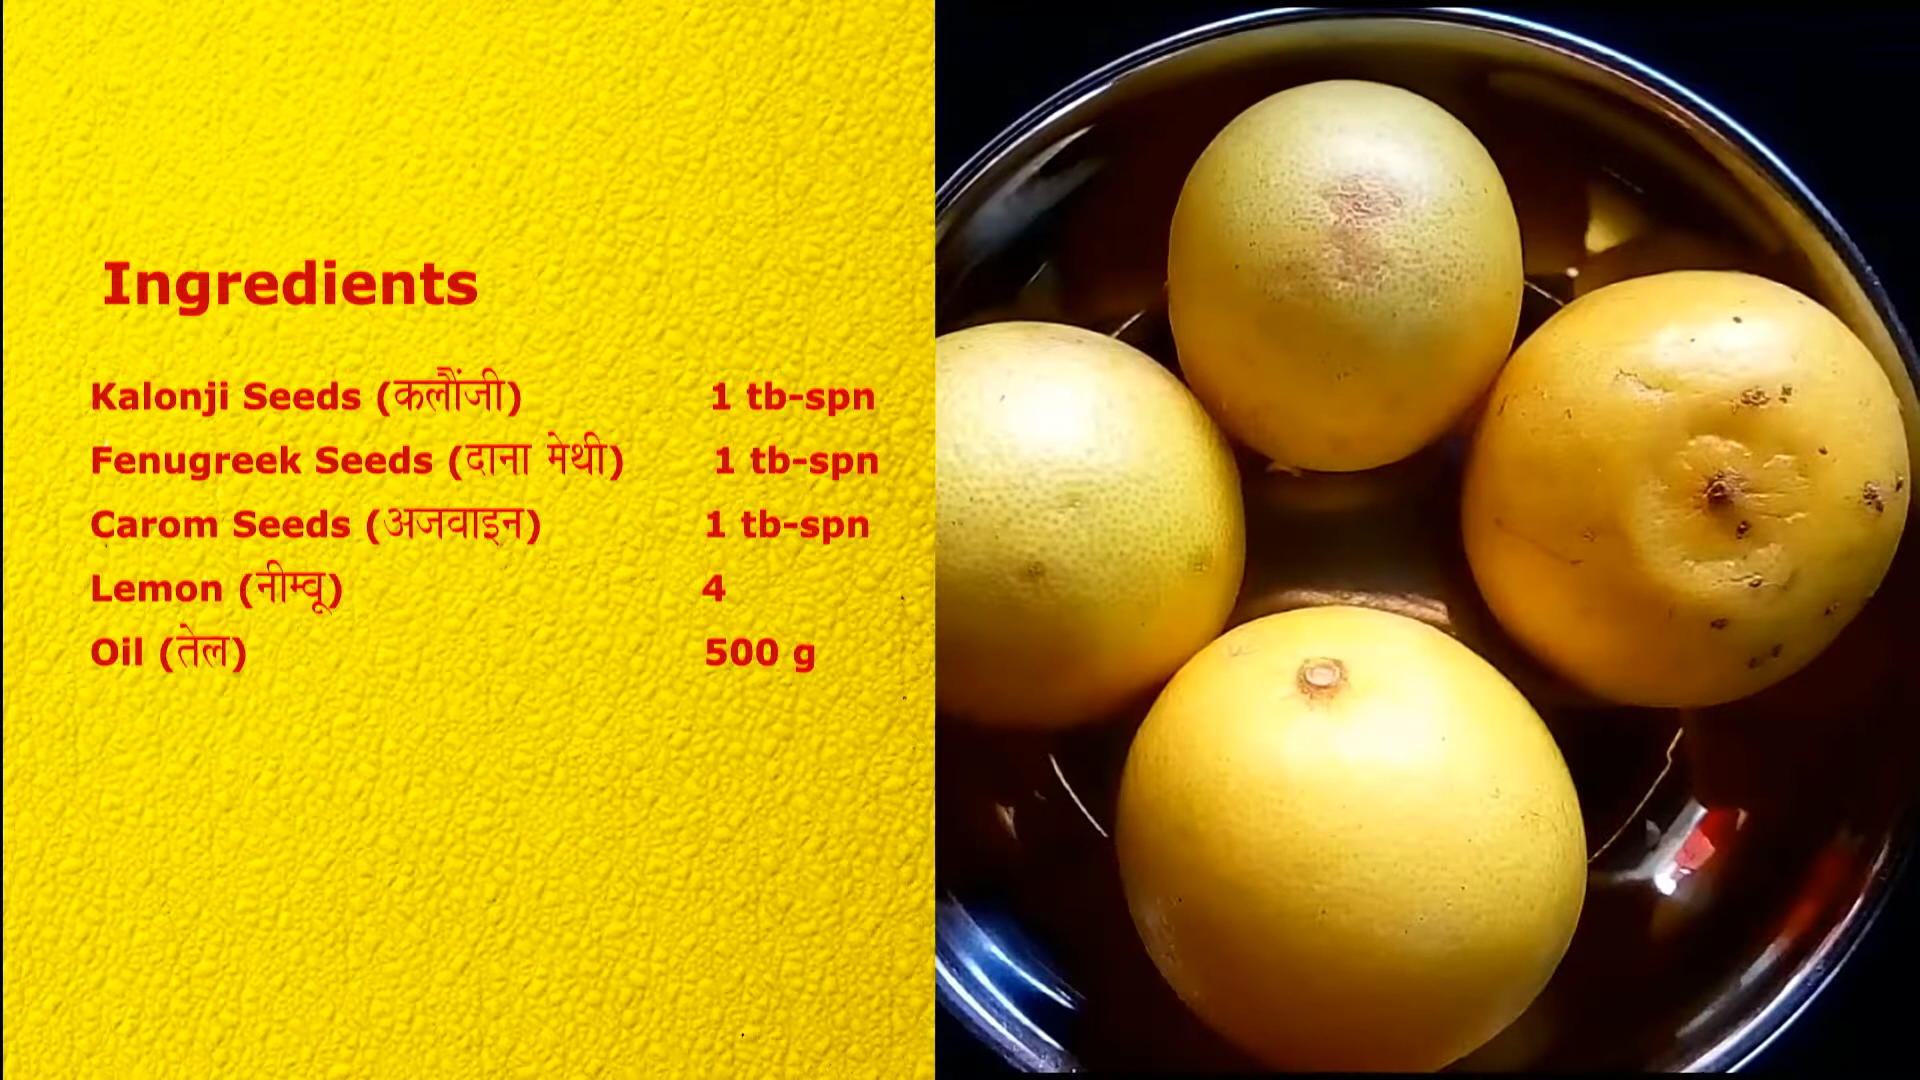 Ingredients
Kalonji Seeds (कलौंजी) 1 tb-spn
Fenugreek Seeds (दाना मेथी) 1 tb-spn
Carom Seeds (अजवाइन) 1 tb-spn
Lemon (नीम्बू) 4
Oil (तेल) 500 g